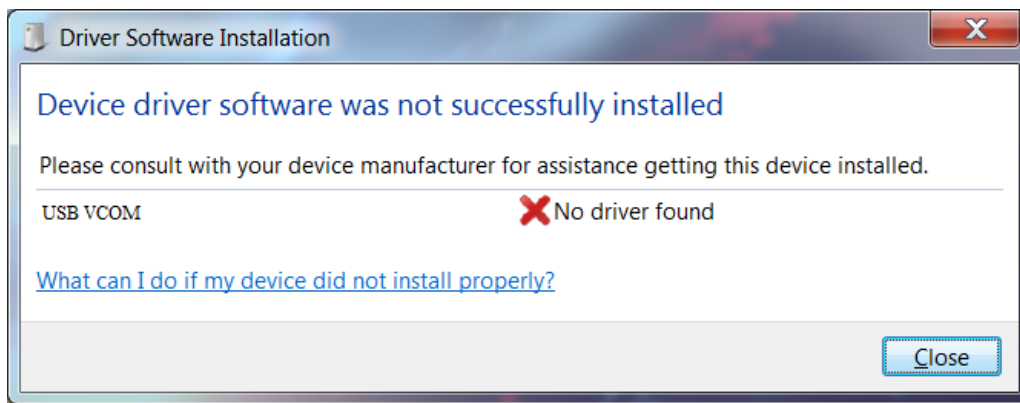 Driver Software Installation
Device driver software was not successfully installed
Please consult with your device manufacturer for assistance getting this device installed.
USB VCOM No driver found
What can I do if my device did not install properly?
Close